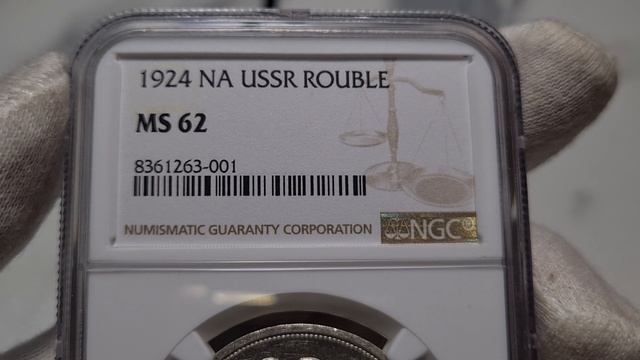 1924 NA USSR ROUBLE
MS 62
8361263-001
NUMISMATIC GUARANTY CORPORATION
NGC